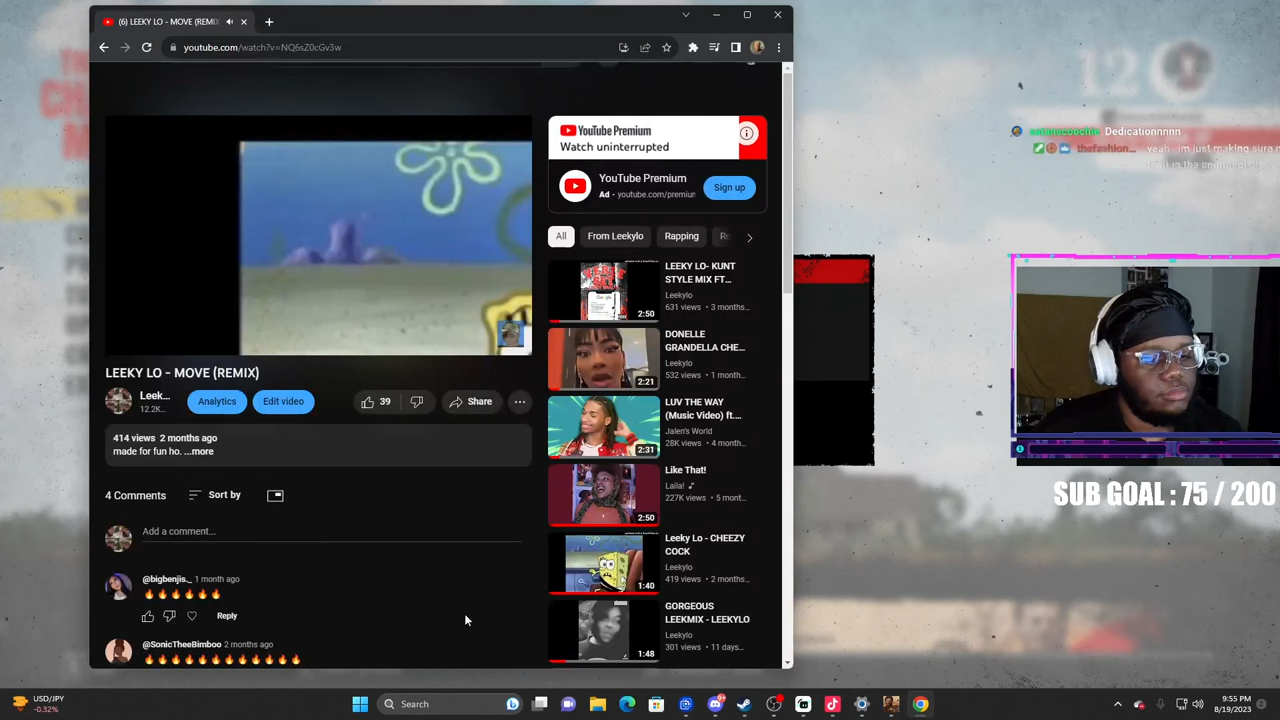 (6) LEEKY LO - MOVE (REMIX
youtube.com/watch?v=NQ6sZ0cGv3w
12
YouTube Premium
Watch uninterrupted
YouTube Premium
Ad · youtube.com/premiun
Sign up
All
From Leekylo
Rapping
LEEKY LO- KUNT
STYLE MIX FT...
Leekylo
631 views • 3 months...
2:50
DONELLE
GRANDELLA CHE...
Leekylo
532 views • 1 month...
2:21
LUV THE WAY
(Music Video) ft....
Jalen's World
28K views • 4 month...
2:31
Like That!
Laila! ♪
227K views • 5 mont...
2:50
Leeky Lo - CHEEZY
COCK
Leekylo
419 views • 2 months...
1:40
GORGEOUS
LEEKMIX - LEEKYLO
Leekylo
301 views • 11 days...
1:48
LEEKY LO - MOVE (REMIX)
Leek...
12.2K...
Analytics
Edit video
39
Share
414 views 2 months ago
made for fun ho. ...more
4 Comments
Sort by
Add a comment...
@bigbenjis._ 1 month ago
🔥🔥🔥🔥🔥🔥
Reply
@SonicTheeBimboo 2 months ago
🔥🔥🔥🔥🔥🔥🔥🔥🔥🔥🔥🔥
satanscoochie Dedicationnnnn
thefashion... yeah . im just making sure
SUB GOAL : 75 / 200
USD/JPY
-0.32%
Search
9:55 PM
8/19/2023